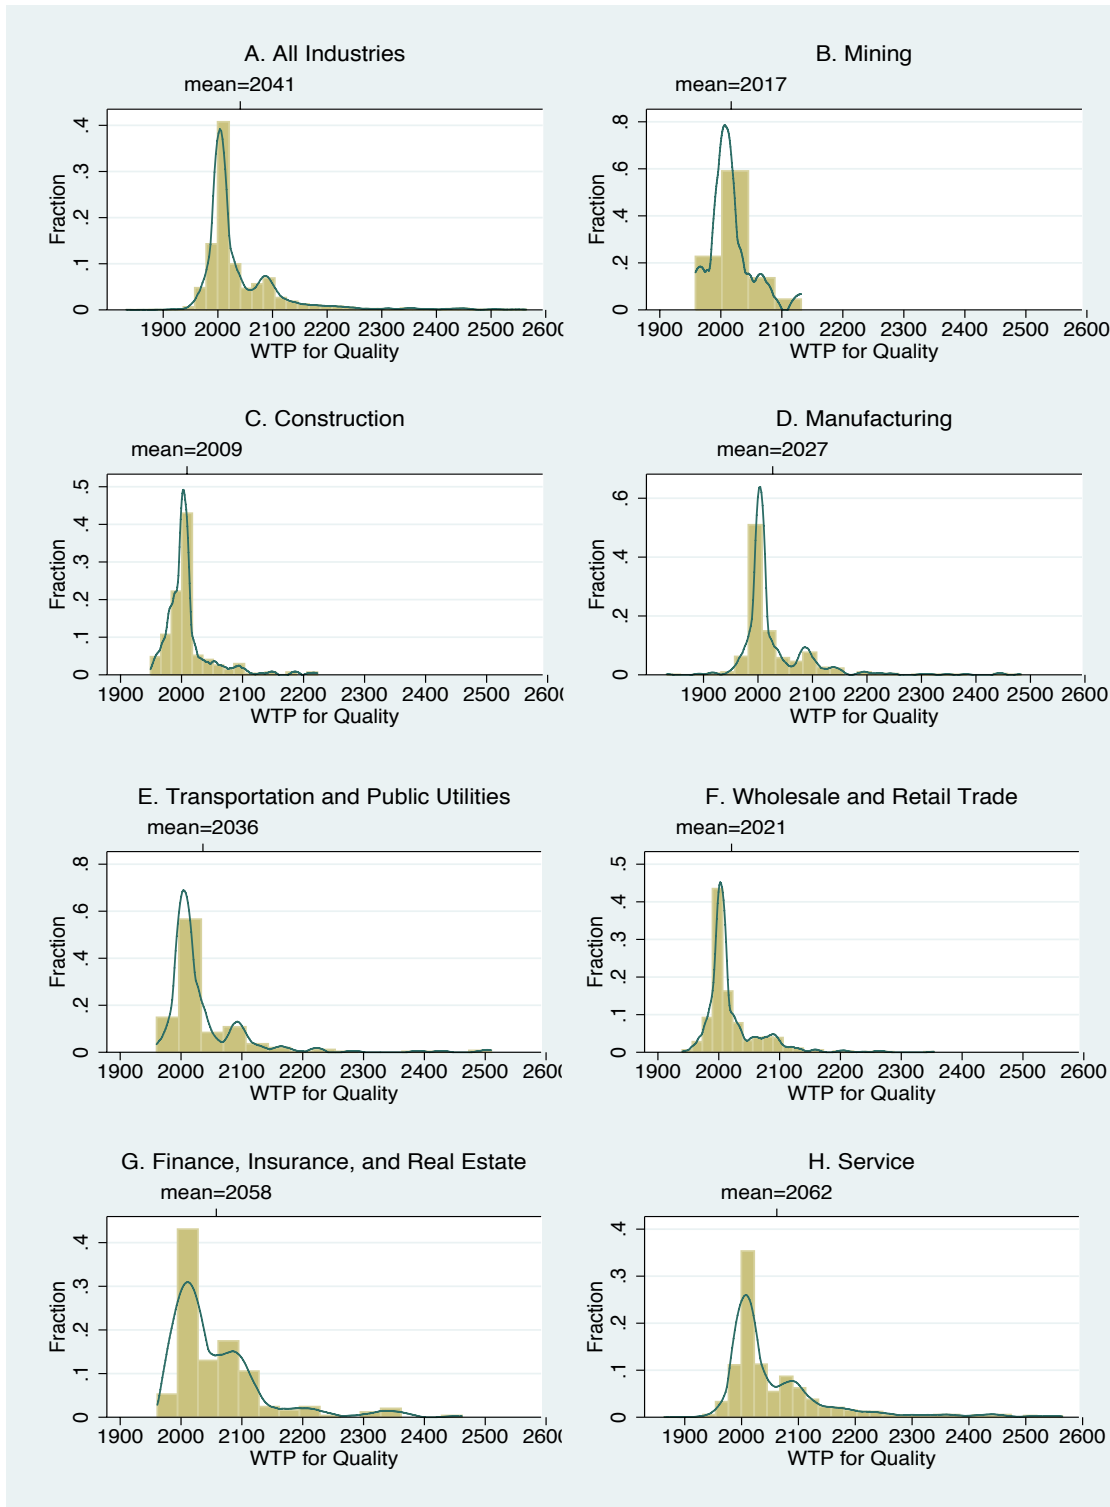 A. All Industries
mean=2041
Fraction
.4
.3
.2
.1
0
1900 2000 2100 2200 2300 2400 2500 260
WTP for Quality
B. Mining
mean=2017
Fraction
.8
.6
.4
.2
0
1900 2000 2100 2200 2300 2400 2500 2600
WTP for Quality
C. Construction
mean=2009
Fraction
.5
.4
.3
.2
.1
0
1900 2000 2100 2200 2300 2400 2500 260
WTP for Quality
D. Manufacturing
mean=2027
Fraction
.6
.4
.2
0
1900 2000 2100 2200 2300 2400 2500 2600
WTP for Quality
E. Transportation and Public Utilities
mean=2036
Fraction
.8
.6
.4
.2
0
1900 2000 2100 2200 2300 2400 2500 260
WTP for Quality
F. Wholesale and Retail Trade
mean=2021
Fraction
.5
.4
.3
.2
.1
0
1900 2000 2100 2200 2300 2400 2500 2600
WTP for Quality
G. Finance, Insurance, and Real Estate
mean=2058
Fraction
.4
.3
.2
.1
0
1900 2000 2100 2200 2300 2400 2500 260
WTP for Quality
H. Service
mean=2062
Fraction
.4
.3
.2
.1
0
1900 2000 2100 2200 2300 2400 2500 2600
WTP for Quality